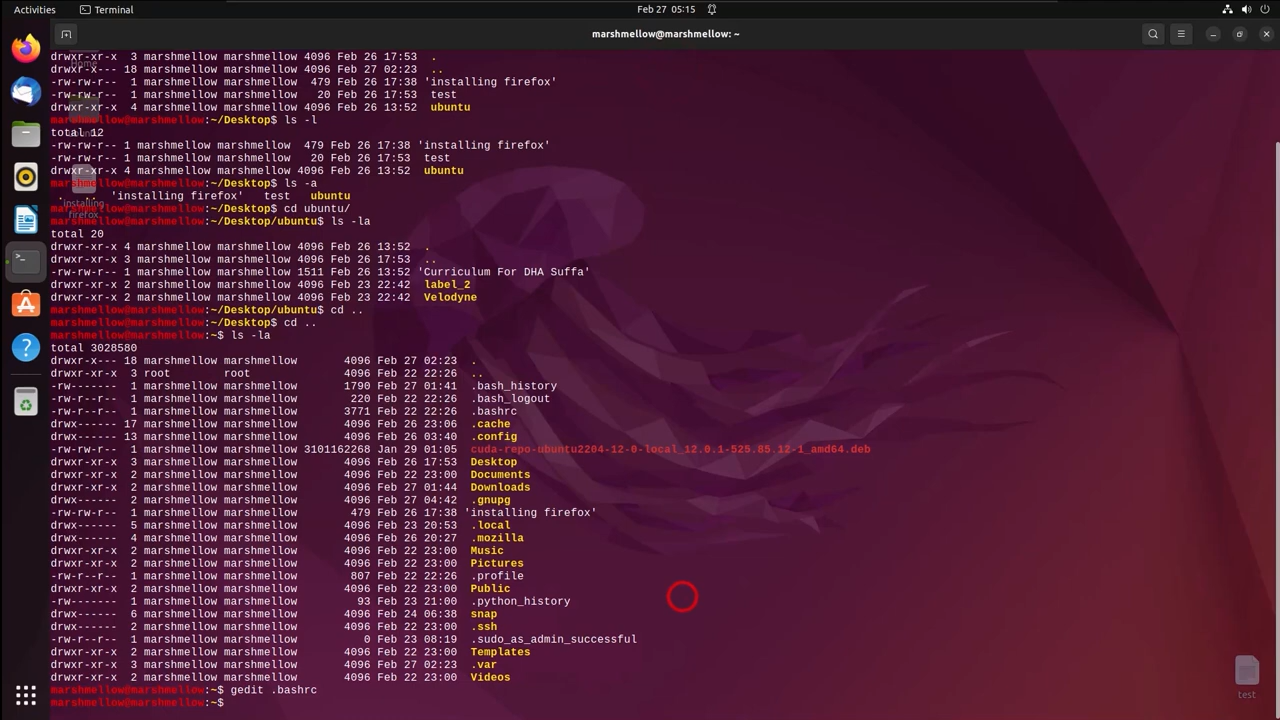 Activities Terminal Feb 27 05:15
marshmellow@marshmellow: ~
drwxr-xr-x 3 marshmellow marshmellow 4096 Feb 26 17:53 .
drwxr-x--- 18 marshmellow marshmellow 4096 Feb 27 02:23 ..
-rw-rw-r-- 1 marshmellow marshmellow 479 Feb 26 17:38 'installing firefox'
-rw-rw-r-- 1 marshmellow marshmellow 20 Feb 26 17:53 test
drwxr-xr-x 4 marshmellow marshmellow 4096 Feb 26 13:52 ubuntu
marshmellow@marshmellow:~/Desktop$ ls -l
total 12
-rw-rw-r-- 1 marshmellow marshmellow 479 Feb 26 17:38 'installing firefox'
-rw-rw-r-- 1 marshmellow marshmellow 20 Feb 26 17:53 test
drwxr-xr-x 4 marshmellow marshmellow 4096 Feb 26 13:52 ubuntu
marshmellow@marshmellow:~/Desktop$ ls -a
. .. 'installing firefox' test ubuntu
marshmellow@marshmellow:~/Desktop$ cd ubuntu/
marshmellow@marshmellow:~/Desktop/ubuntu$ ls -la
total 20
drwxr-xr-x 4 marshmellow marshmellow 4096 Feb 26 13:52 .
drwxr-xr-x 3 marshmellow marshmellow 4096 Feb 26 17:53 ..
-rw-rw-r-- 1 marshmellow marshmellow 1511 Feb 26 13:52 'Curriculum For DHA Suffa'
drwxr-xr-x 2 marshmellow marshmellow 4096 Feb 23 22:42 label_2
drwxr-xr-x 2 marshmellow marshmellow 4096 Feb 23 22:42 Velodyne
marshmellow@marshmellow:~/Desktop/ubuntu$ cd ..
marshmellow@marshmellow:~/Desktop$ cd ..
marshmellow@marshmellow:~$ ls -la
total 3028580
drwxr-x--- 18 marshmellow marshmellow 4096 Feb 27 02:23 .
drwxr-xr-x 3 root root 4096 Feb 22 22:26 ..
-rw------- 1 marshmellow marshmellow 1790 Feb 27 01:41 .bash_history
-rw-r--r-- 1 marshmellow marshmellow 220 Feb 22 22:26 .bash_logout
-rw-r--r-- 1 marshmellow marshmellow 3771 Feb 22 22:26 .bashrc
drwx------ 17 marshmellow marshmellow 4096 Feb 26 23:06 .cache
drwx------ 13 marshmellow marshmellow 4096 Feb 26 03:40 .config
-rw-rw-r-- 1 marshmellow marshmellow 3101162268 Jan 29 01:05 cuda-repo-ubuntu2204-12-0-local_12.0.1-525.85.12-1_amd64.deb
drwxr-xr-x 3 marshmellow marshmellow 4096 Feb 26 17:53 Desktop
drwxr-xr-x 2 marshmellow marshmellow 4096 Feb 22 23:00 Documents
drwxr-xr-x 2 marshmellow marshmellow 4096 Feb 27 01:44 Downloads
drwx------ 2 marshmellow marshmellow 4096 Feb 27 04:42 .gnupg
-rw-rw-r-- 1 marshmellow marshmellow 479 Feb 26 17:38 'installing firefox'
drwx------ 5 marshmellow marshmellow 4096 Feb 23 20:53 .local
drwx------ 4 marshmellow marshmellow 4096 Feb 26 20:27 .mozilla
drwxr-xr-x 2 marshmellow marshmellow 4096 Feb 22 23:00 Music
drwxr-xr-x 2 marshmellow marshmellow 4096 Feb 22 23:00 Pictures
-rw-r--r-- 1 marshmellow marshmellow 807 Feb 22 22:26 .profile
drwxr-xr-x 2 marshmellow marshmellow 4096 Feb 22 23:00 Public
-rw------- 1 marshmellow marshmellow 93 Feb 23 21:00 .python_history
drwx------ 6 marshmellow marshmellow 4096 Feb 24 06:38 snap
drwx------ 2 marshmellow marshmellow 4096 Feb 22 23:00 .ssh
-rw-r--r-- 1 marshmellow marshmellow 0 Feb 23 08:19 .sudo_as_admin_successful
drwxr-xr-x 2 marshmellow marshmellow 4096 Feb 22 23:00 Templates
drwxr-xr-x 3 marshmellow marshmellow 4096 Feb 27 02:23 .var
drwxr-xr-x 2 marshmellow marshmellow 4096 Feb 22 23:00 Videos
marshmellow@marshmellow:~$ gedit .bashrc
marshmellow@marshmellow:~$
Home
installing
firefox
test